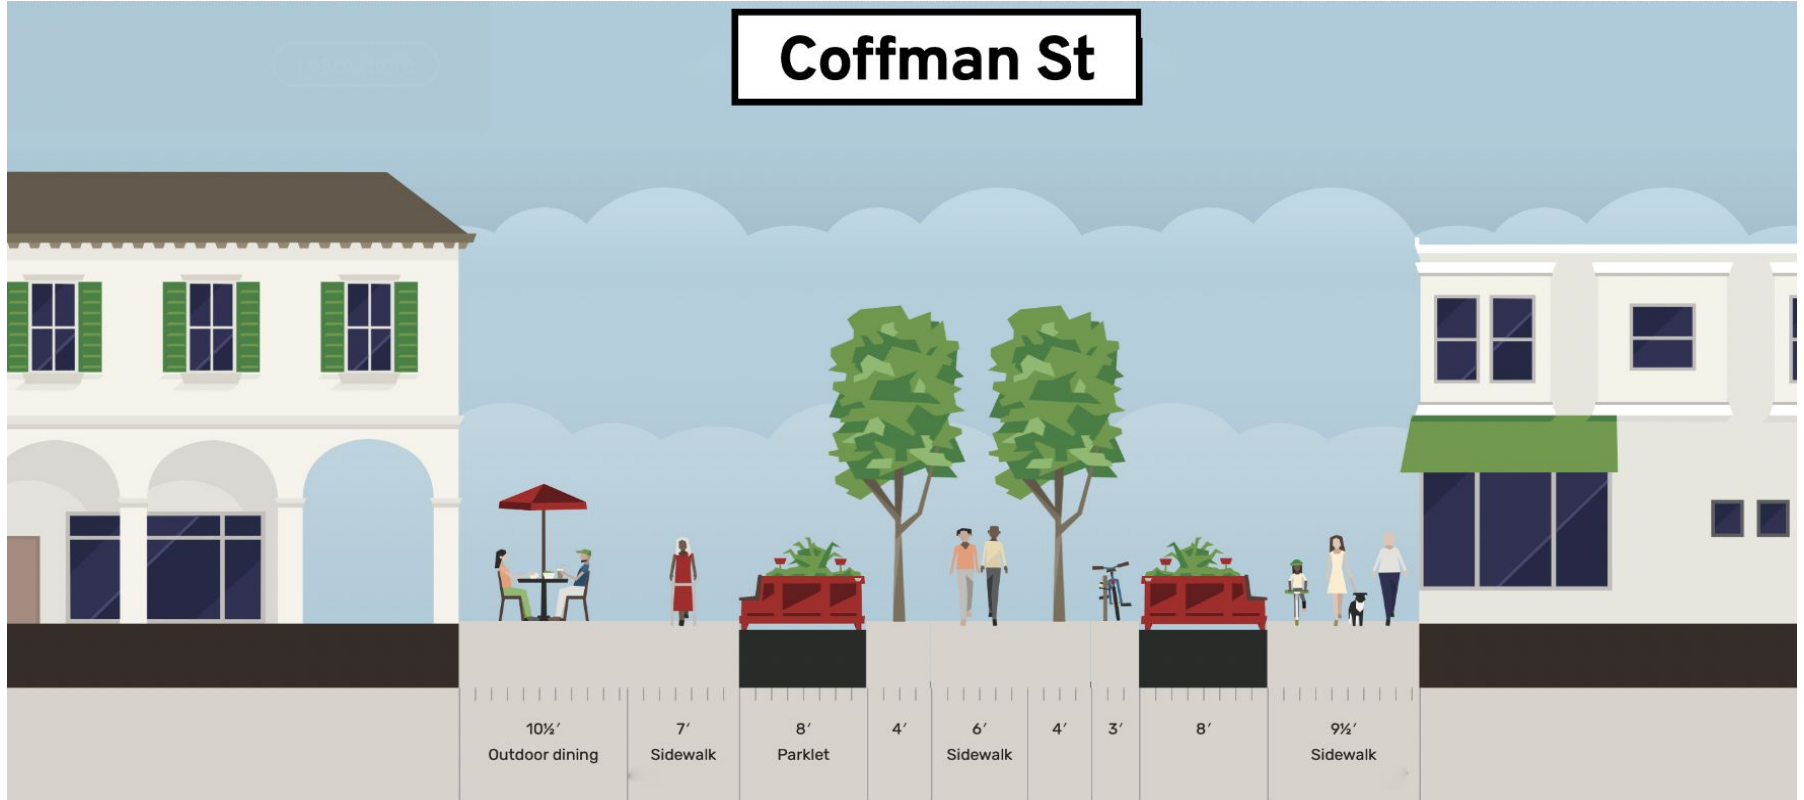 Coffman St
10½′
Outdoor dining
7′
Sidewalk
8′
Parklet
4′
6′
Sidewalk
4′
3′
8′
9½′
Sidewalk